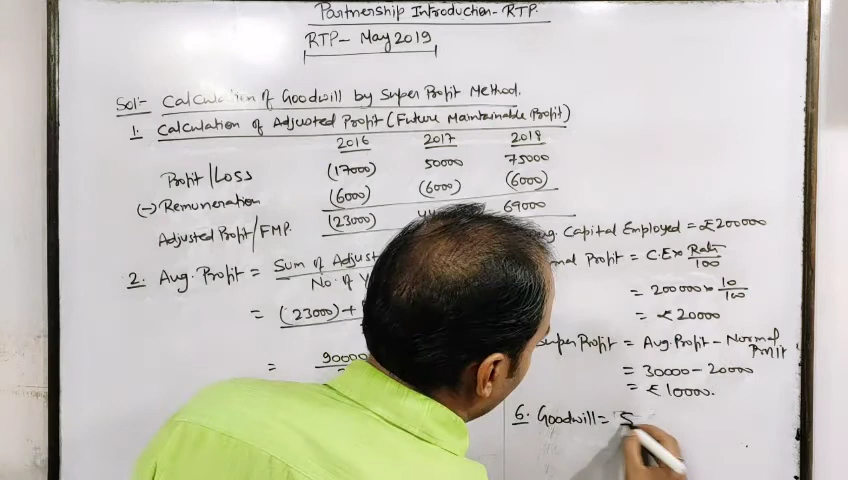 Partnership Introduction - RTP.
RTP - May 2019
Sol:- Calculation of Goodwill by Super Profit Method.
1. Calculation of Adjusted Profit (Future Maintainable Profit)
2016 2017 2018
Profit/Loss (17000) 50000 75000
(-) Remuneration (6000) (6000) (6000)
Adjusted Profit/FMP. (23000) 69000
2. Avg. Profit = Sum of Adjust
No. of Y
= (23000) +
= 90000
Capital Employed = ₹200000
Profit = C.E × Rate/100
= 200000 × 10/100
= ₹20000
Super Profit = Avg. Profit - Normal Profit
= 30000 - 20000
= ₹10000.
6. Goodwill = S